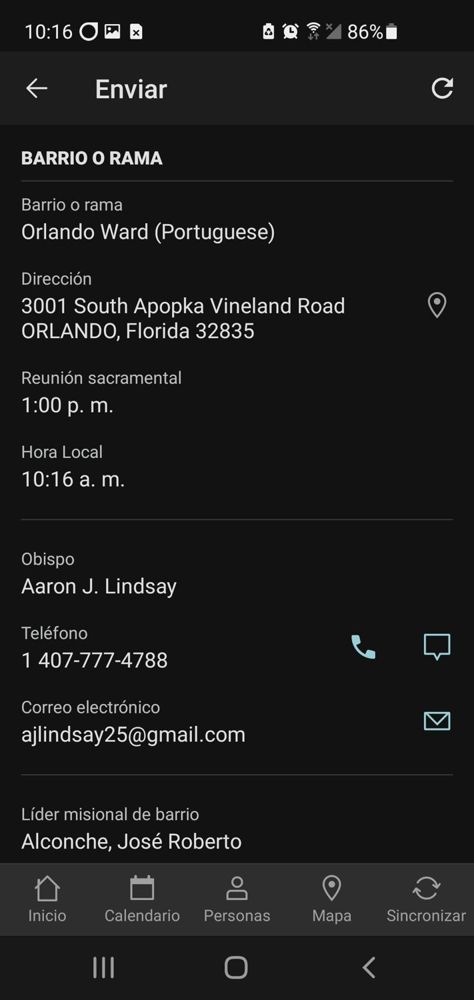 10:16 86%
Enviar
BARRIO O RAMA
Barrio o rama
Orlando Ward (Portuguese)
Dirección
3001 South Apopka Vineland Road
ORLANDO, Florida 32835
Reunión sacramental
1:00 p. m.
Hora Local
10:16 a. m.
Obispo
Aaron J. Lindsay
Teléfono
1 407-777-4788
Correo electrónico
ajlindsay25@gmail.com
Líder misional de barrio
Alconche, José Roberto
Inicio Calendario Personas Mapa Sincronizar